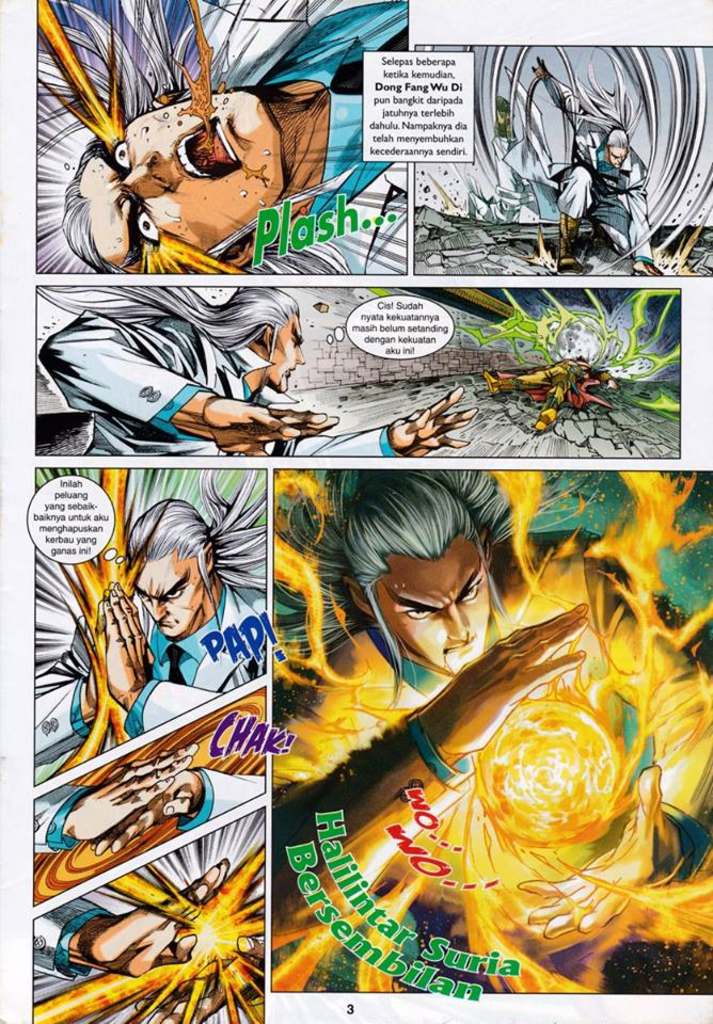 Selepas beberapa
ketika kemudian,
Dong Fang Wu Di
pun bangkit daripada
jatuhnya terlebih
dahulu. Nampaknya dia
telah menyembuhkan
kecederaannya sendiri.
Plash...
Cis! Sudah
nyata kekuatannya
masih belum setanding
dengan kekuatan
aku ini!
Inilah
peluang
yang sebaik-
baiknya untuk aku
menghapuskan
kerbau yang
ganas ini!
PAP!
CHAK!
WO...
WO...
Halilintar Suria
Bersembilan
3